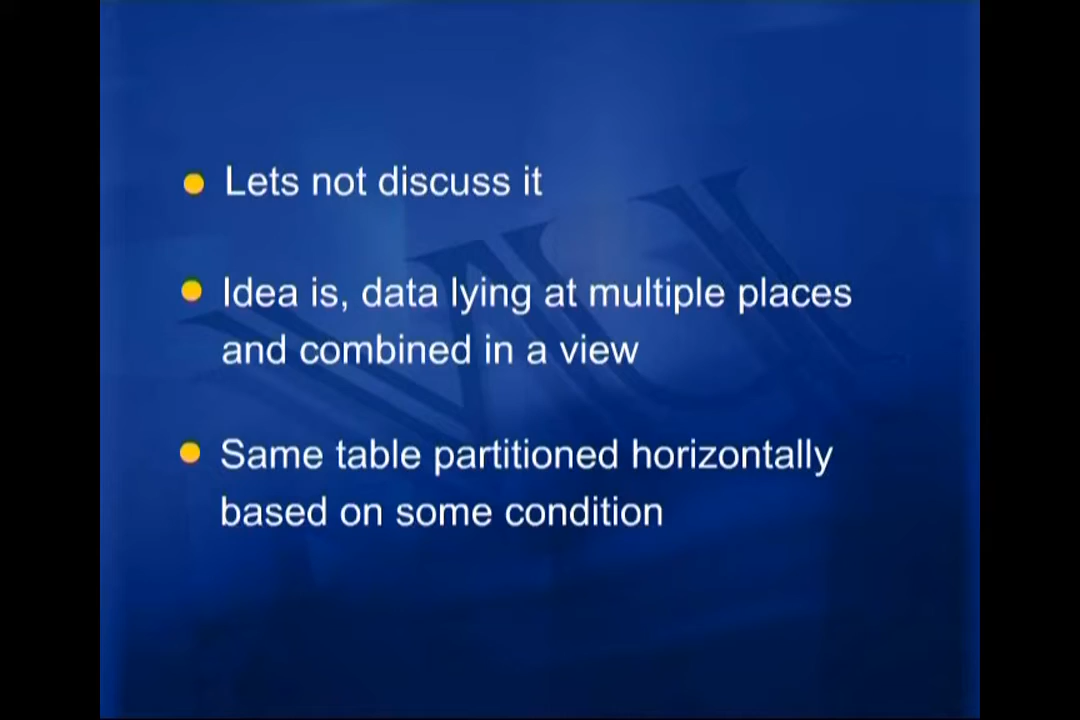 Lets not discuss it
Idea is, data lying at multiple places
and combined in a view
Same table partitioned horizontally
based on some condition
VU